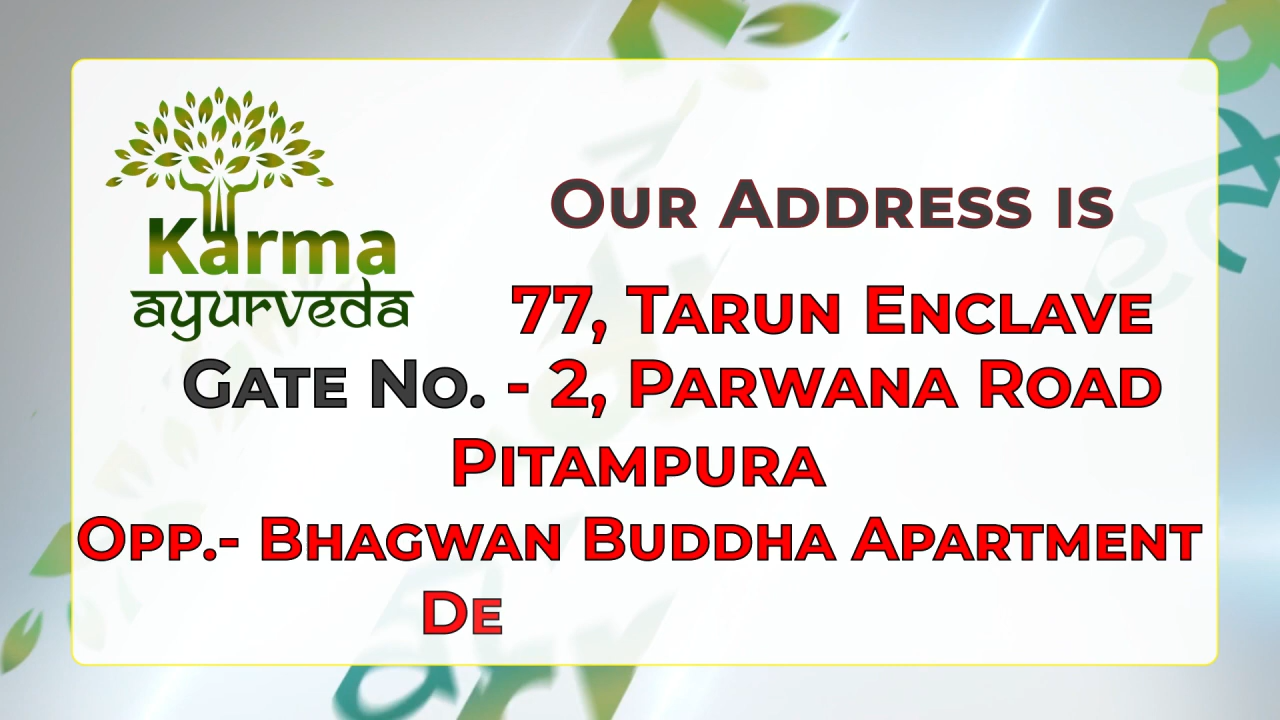 Karma
ayurveda
Our Address is
77, Tarun Enclave
Gate No. - 2, Parwana Road
Pitampura
Opp.- Bhagwan Buddha Apartment
De